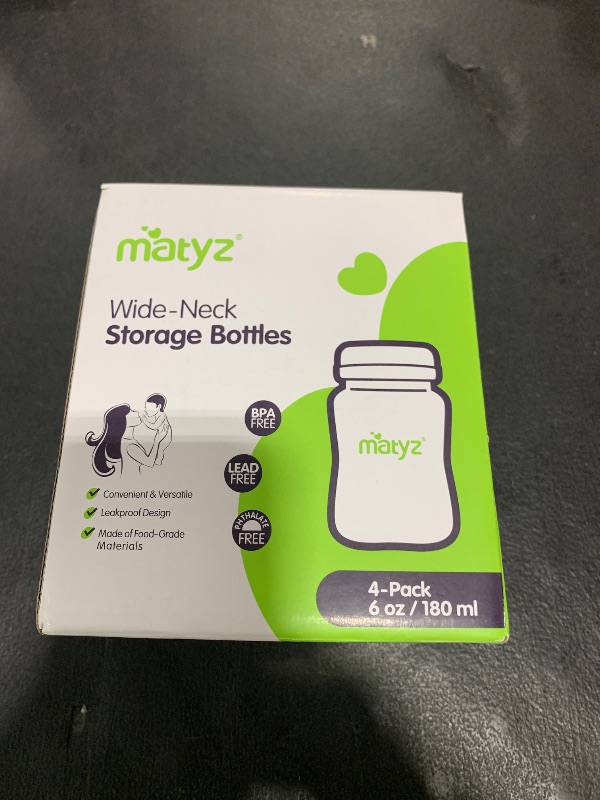 matyz®
Wide-Neck
Storage Bottles
BPA
FREE
LEAD
FREE
PHTHALATE
FREE
Convenient & Versatile
Leakproof Design
Made of Food-Grade
Materials
matyz®
4-Pack
6 oz / 180 ml